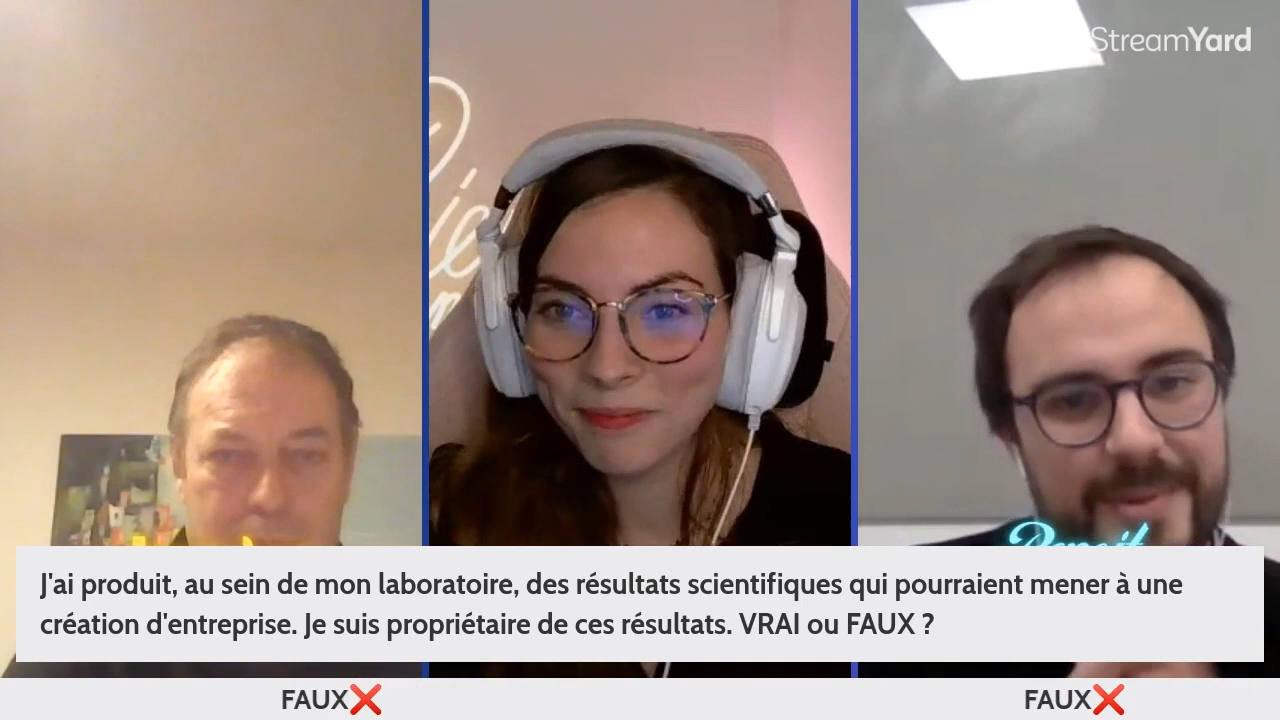 StreamYard
Benoit
J'ai produit, au sein de mon laboratoire, des résultats scientifiques qui pourraient mener à une
création d'entreprise. Je suis propriétaire de ces résultats. VRAI ou FAUX ?
FAUX❌
FAUX❌